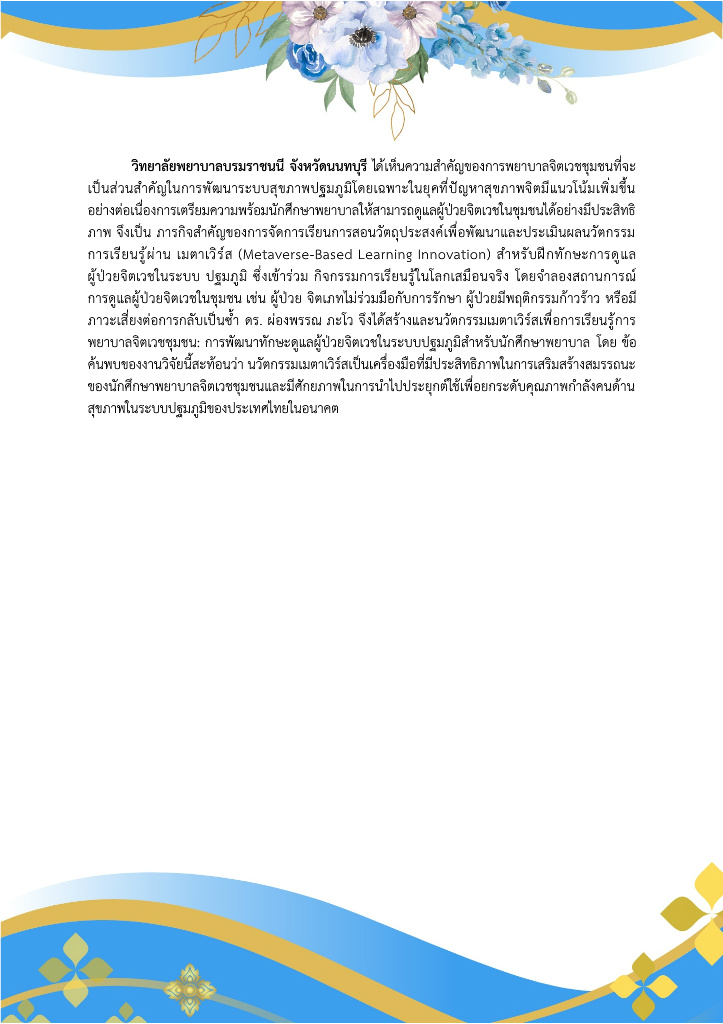 วิทยาลัยพยาบาลบรมราชนนี จังหวัดนนทบุรี ได้เห็นความสำคัญของการพยาบาลจิตเวชชุมชนที่จะ
เป็นส่วนสำคัญในการพัฒนาระบบสุขภาพปฐมภูมิโดยเฉพาะในยุคที่ปัญหาสุขภาพจิตมีแนวโน้มเพิ่มขึ้น
อย่างต่อเนื่องการเตรียมความพร้อมนักศึกษาพยาบาลให้สามารถดูแลผู้ป่วยจิตเวชในชุมชนได้อย่างมีประสิทธิ
ภาพ จึงเป็น ภารกิจสำคัญของการจัดการเรียนการสอนวัตถุประสงค์เพื่อพัฒนาและประเมินผลนวัตกรรม
การเรียนรู้ผ่าน เมตาเวิร์ส (Metaverse-Based Learning Innovation) สำหรับฝึกทักษะการดูแล
ผู้ป่วยจิตเวชในระบบ ปฐมภูมิ ซึ่งเข้าร่วม กิจกรรมการเรียนรู้ในโลกเสมือนจริง โดยจำลองสถานการณ์
การดูแลผู้ป่วยจิตเวชในชุมชน เช่น ผู้ป่วย จิตเภทไม่ร่วมมือกับการรักษา ผู้ป่วยมีพฤติกรรมก้าวร้าว หรือมี
ภาวะเสี่ยงต่อการกลับเป็นซ้ำ ดร. ผ่องพรรณ ภะโว จึงได้สร้างและนวัตกรรมเมตาเวิร์สเพื่อการเรียนรู้การ
พยาบาลจิตเวชชุมชน: การพัฒนาทักษะดูแลผู้ป่วยจิตเวชในระบบปฐมภูมิสำหรับนักศึกษาพยาบาล โดย ข้อ
ค้นพบของงานวิจัยนี้สะท้อนว่า นวัตกรรมเมตาเวิร์สเป็นเครื่องมือที่มีประสิทธิภาพในการเสริมสร้างสมรรถนะ
ของนักศึกษาพยาบาลจิตเวชชุมชนและมีศักยภาพในการนำไปประยุกต์ใช้เพื่อยกระดับคุณภาพกำลังคนด้าน
สุขภาพในระบบปฐมภูมิของประเทศไทยในอนาคต